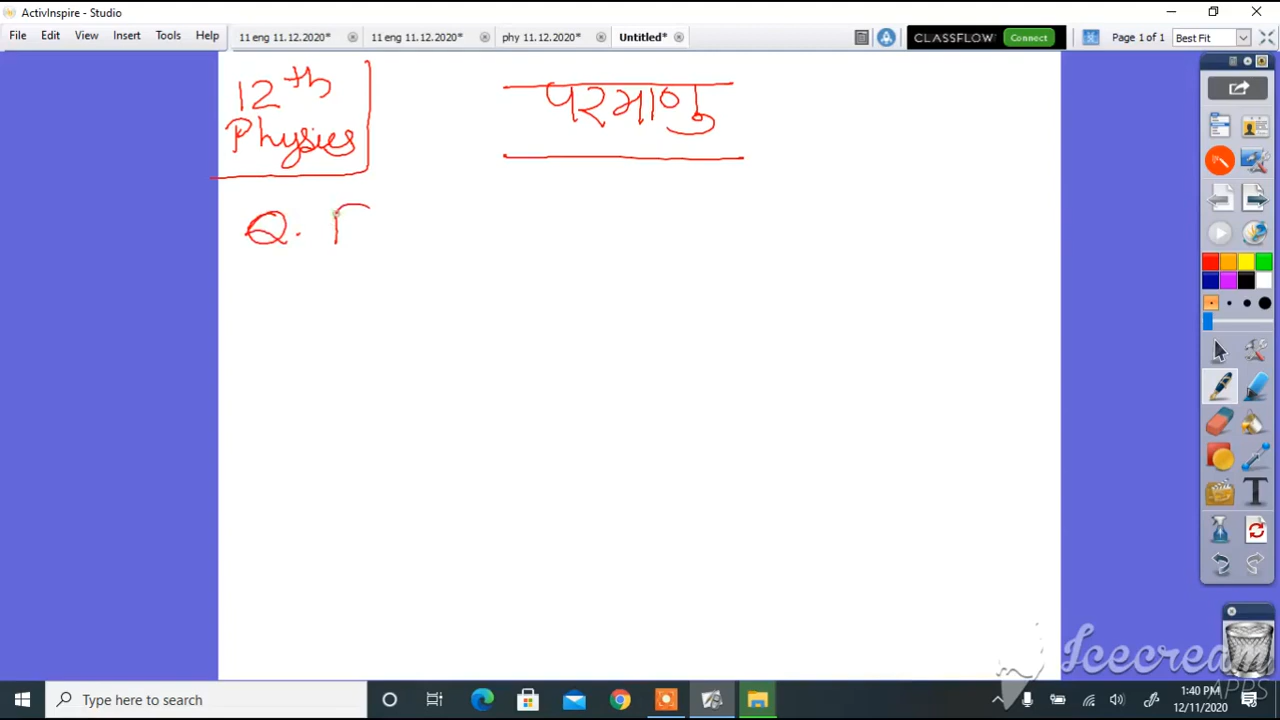 ActivInspire - Studio
File Edit View Insert Tools Help
11 eng 11.12.2020* 11 eng 11.12.2020* phy 11.12.2020* Untitled*
CLASSFLOW Connect
Page 1 of 1 Best Fit
12th
Physics
परमाणु
Q.
Icecream
APPS
Type here to search
1:40 PM
12/11/2020